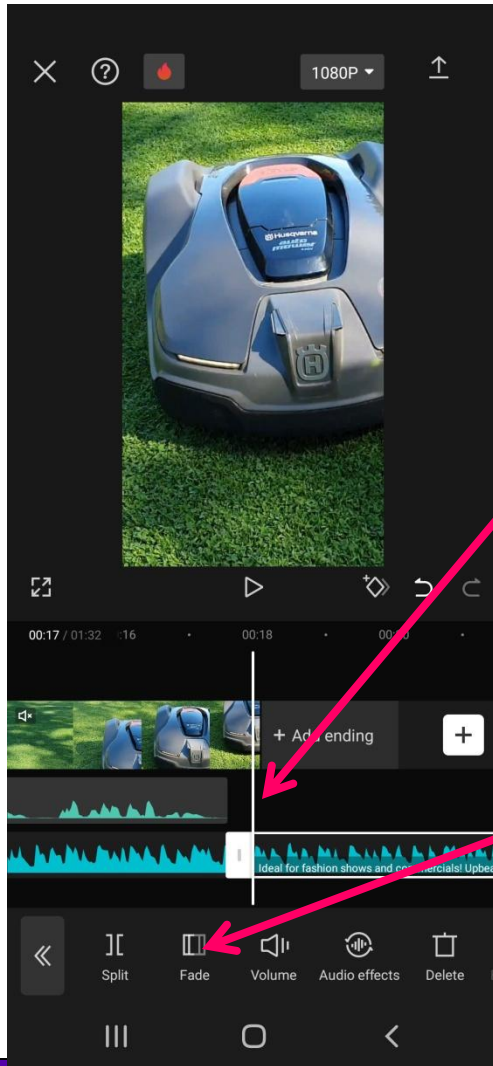 1080P
Husqvarna
H
00:17 / 01:32 :16 00:18
+ Add ending
Ideal for fashion shows and commercials! Upbea
Split Fade Volume Audio effects Delete